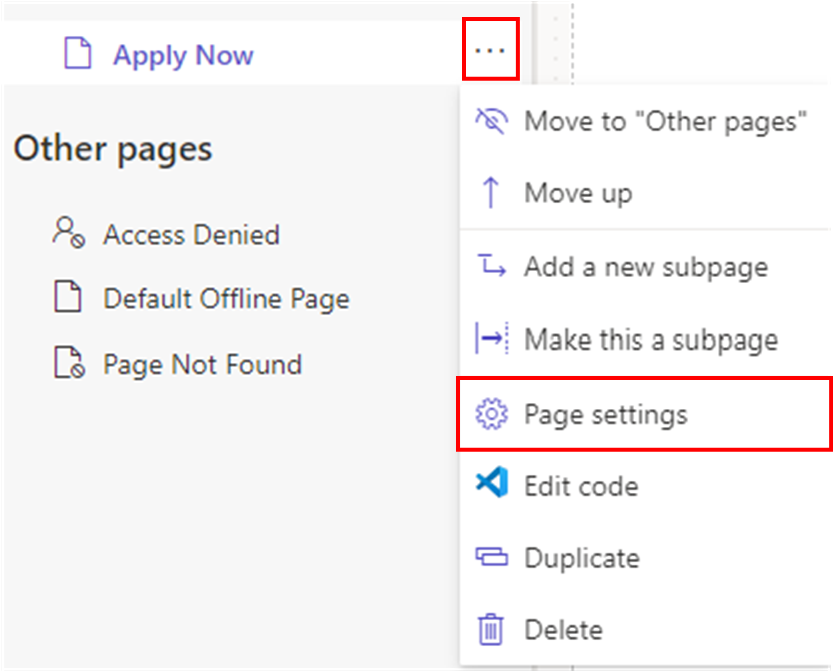 Apply Now
...
Other pages
Access Denied
Default Offline Page
Page Not Found
Move to "Other pages"
Move up
Add a new subpage
Make this a subpage
Page settings
Edit code
Duplicate
Delete